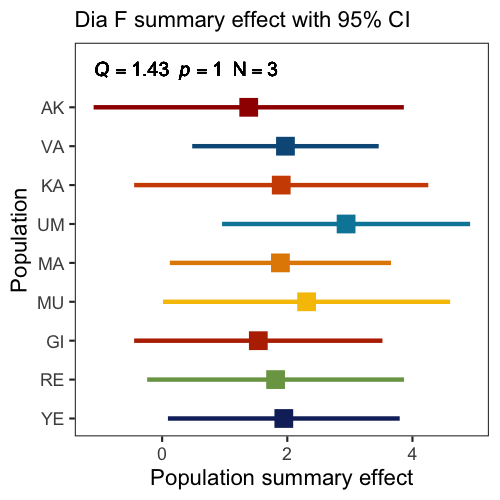 Dia F summary effect with 95% CI
Q = 1.43 p = 1 N = 3
AK
VA
KA
UM
MA
MU
GI
RE
YE
Population
0 2 4
Population summary effect